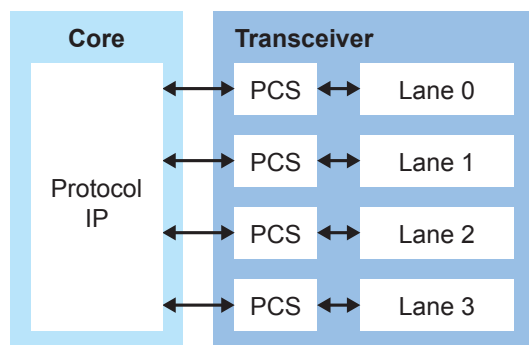 Core
Transceiver
Protocol
IP
PCS
Lane 0
PCS
Lane 1
PCS
Lane 2
PCS
Lane 3